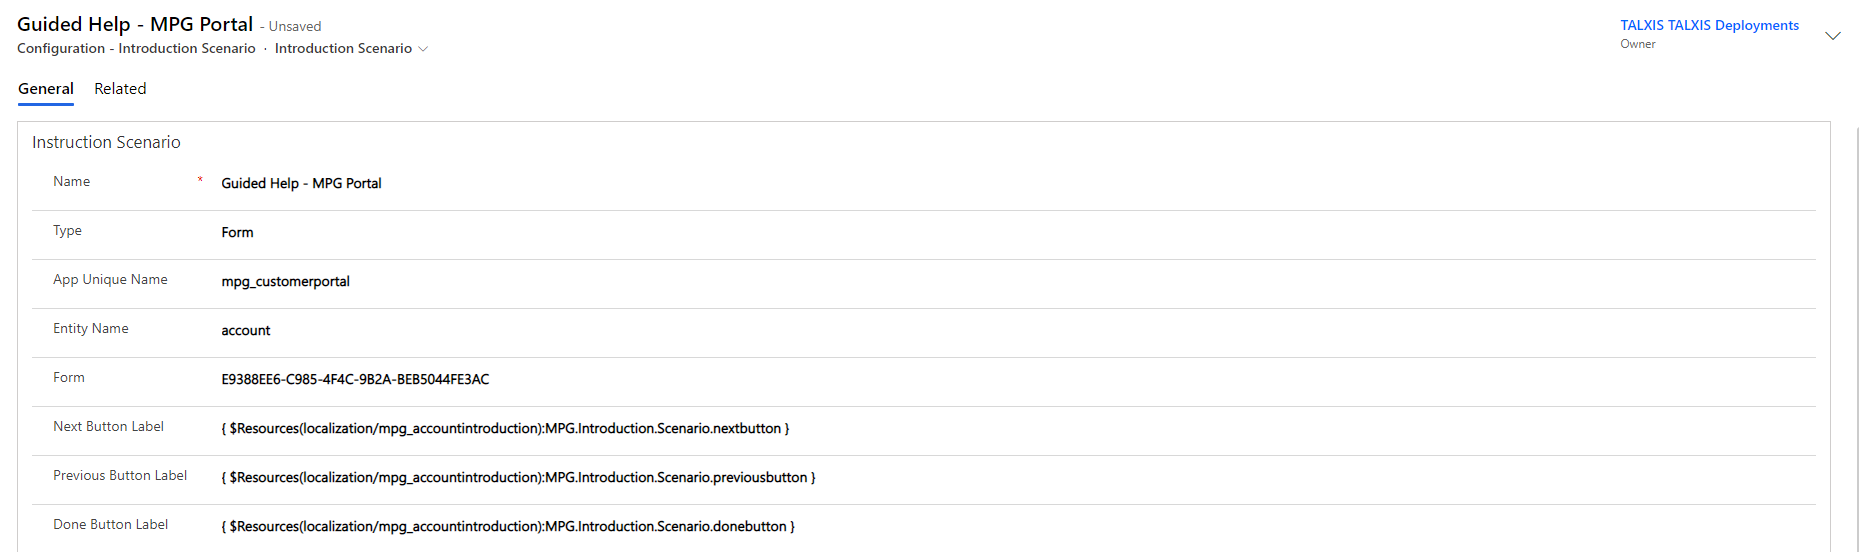 Guided Help - MPG Portal - Unsaved
Configuration - Introduction Scenario · Introduction Scenario
TALXIS TALXIS Deployments
Owner
General Related
Instruction Scenario
Name * Guided Help - MPG Portal
Type Form
App Unique Name mpg_customerportal
Entity Name account
Form E9388EE6-C985-4F4C-9B2A-BEB5044FE3AC
Next Button Label { $Resources(localization/mpg_accountintroduction):MPG.Introduction.Scenario.nextbutton }
Previous Button Label { $Resources(localization/mpg_accountintroduction):MPG.Introduction.Scenario.previousbutton }
Done Button Label { $Resources(localization/mpg_accountintroduction):MPG.Introduction.Scenario.donebutton }